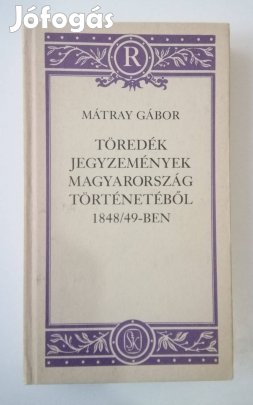 Jófogás
R
MÁTRAY GÁBOR
TÖREDÉK
JEGYZEMÉNYEK
MAGYARORSZÁG
TÖRTÉNETÉBŐL
1848/49-BEN